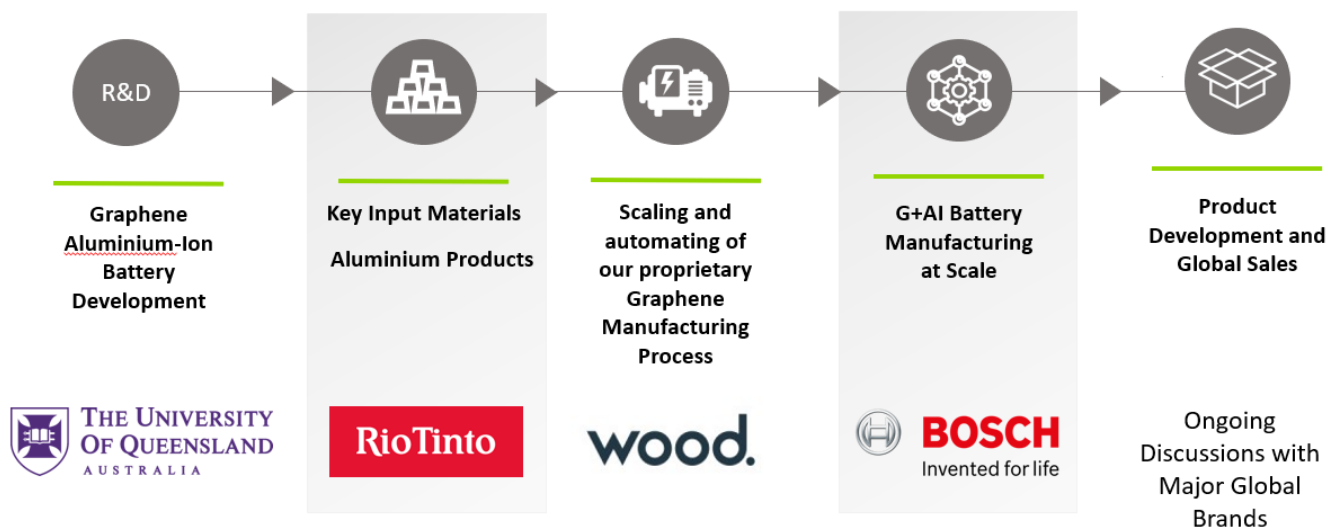 R&D
Graphene
Aluminium-Ion
Battery
Development
Key Input Materials
Aluminium Products
Scaling and
automating of
our proprietary
Graphene
Manufacturing
Process
G+AI Battery
Manufacturing
at Scale
Product
Development and
Global Sales
THE UNIVERSITY
OF QUEENSLAND
AUSTRALIA
RioTinto
wood.
BOSCH
Invented for life
Ongoing
Discussions with
Major Global
Brands